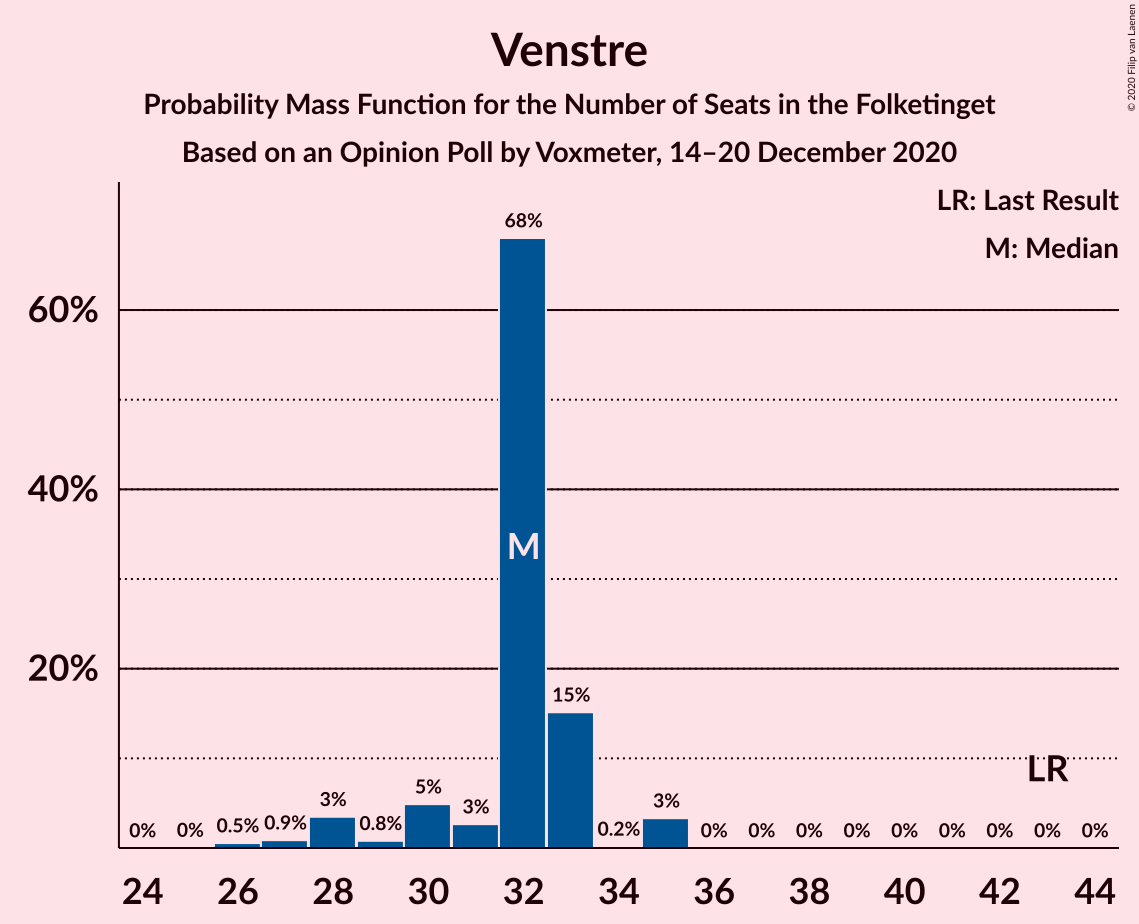 © 2020 Filip van Laenen
Venstre
Probability Mass Function for the Number of Seats in the Folketinget
Based on an Opinion Poll by Voxmeter, 14–20 December 2020
LR: Last Result
M: Median
68%
60%
40%
M
20%
15%
LR
0% 0% 0.5% 0.9% 3% 0.8% 5% 3% 0.2% 3% 0% 0% 0% 0% 0% 0% 0% 0% 0%
24 26 28 30 32 34 36 38 40 42 44